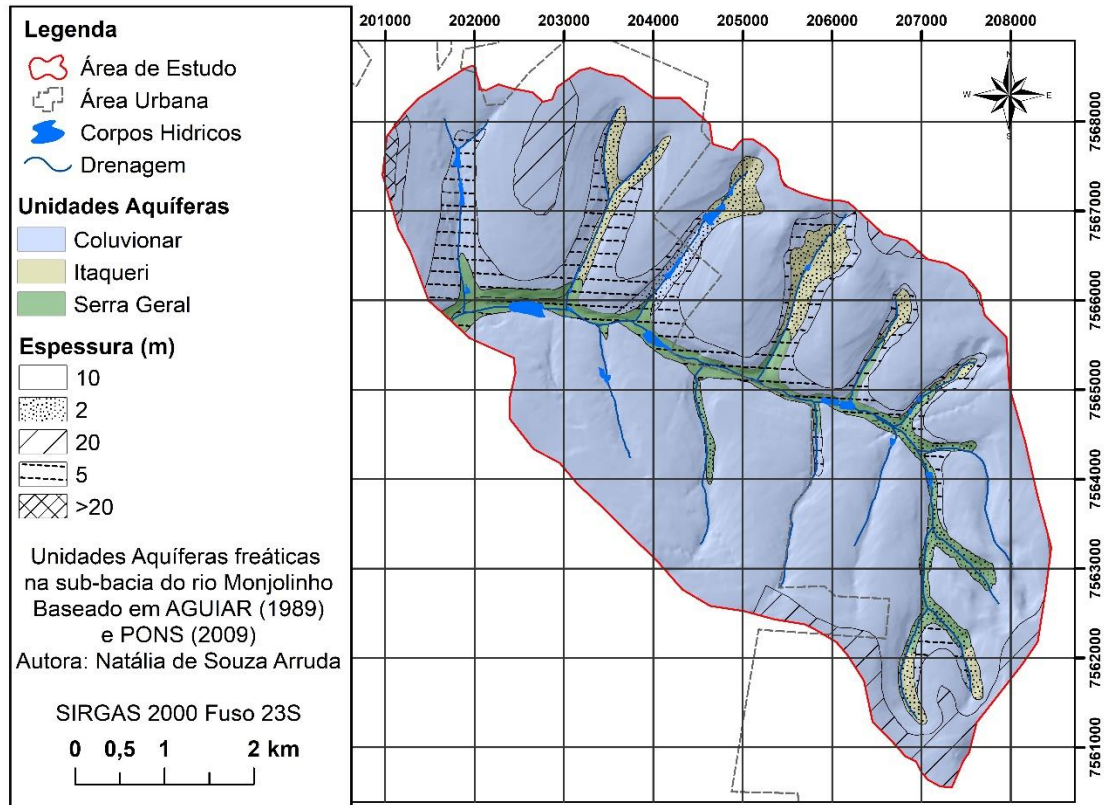 Legenda
Área de Estudo
Área Urbana
Corpos Hídricos
Drenagem
Unidades Aquíferas
Coluvionar
Itaqueri
Serra Geral
Espessura (m)
10
2
20
5
>20
Unidades Aquíferas freáticas
na sub-bacia do rio Monjolinho
Baseado em AGUIAR (1989)
e PONS (2009)
Autora: Natália de Souza Arruda
SIRGAS 2000 Fuso 23S
0 0,5 1 2 km
201000 202000 203000 204000 205000 206000 207000 208000
N
W E
S
7568000
7567000
7566000
7565000
7564000
7563000
7562000
7561000